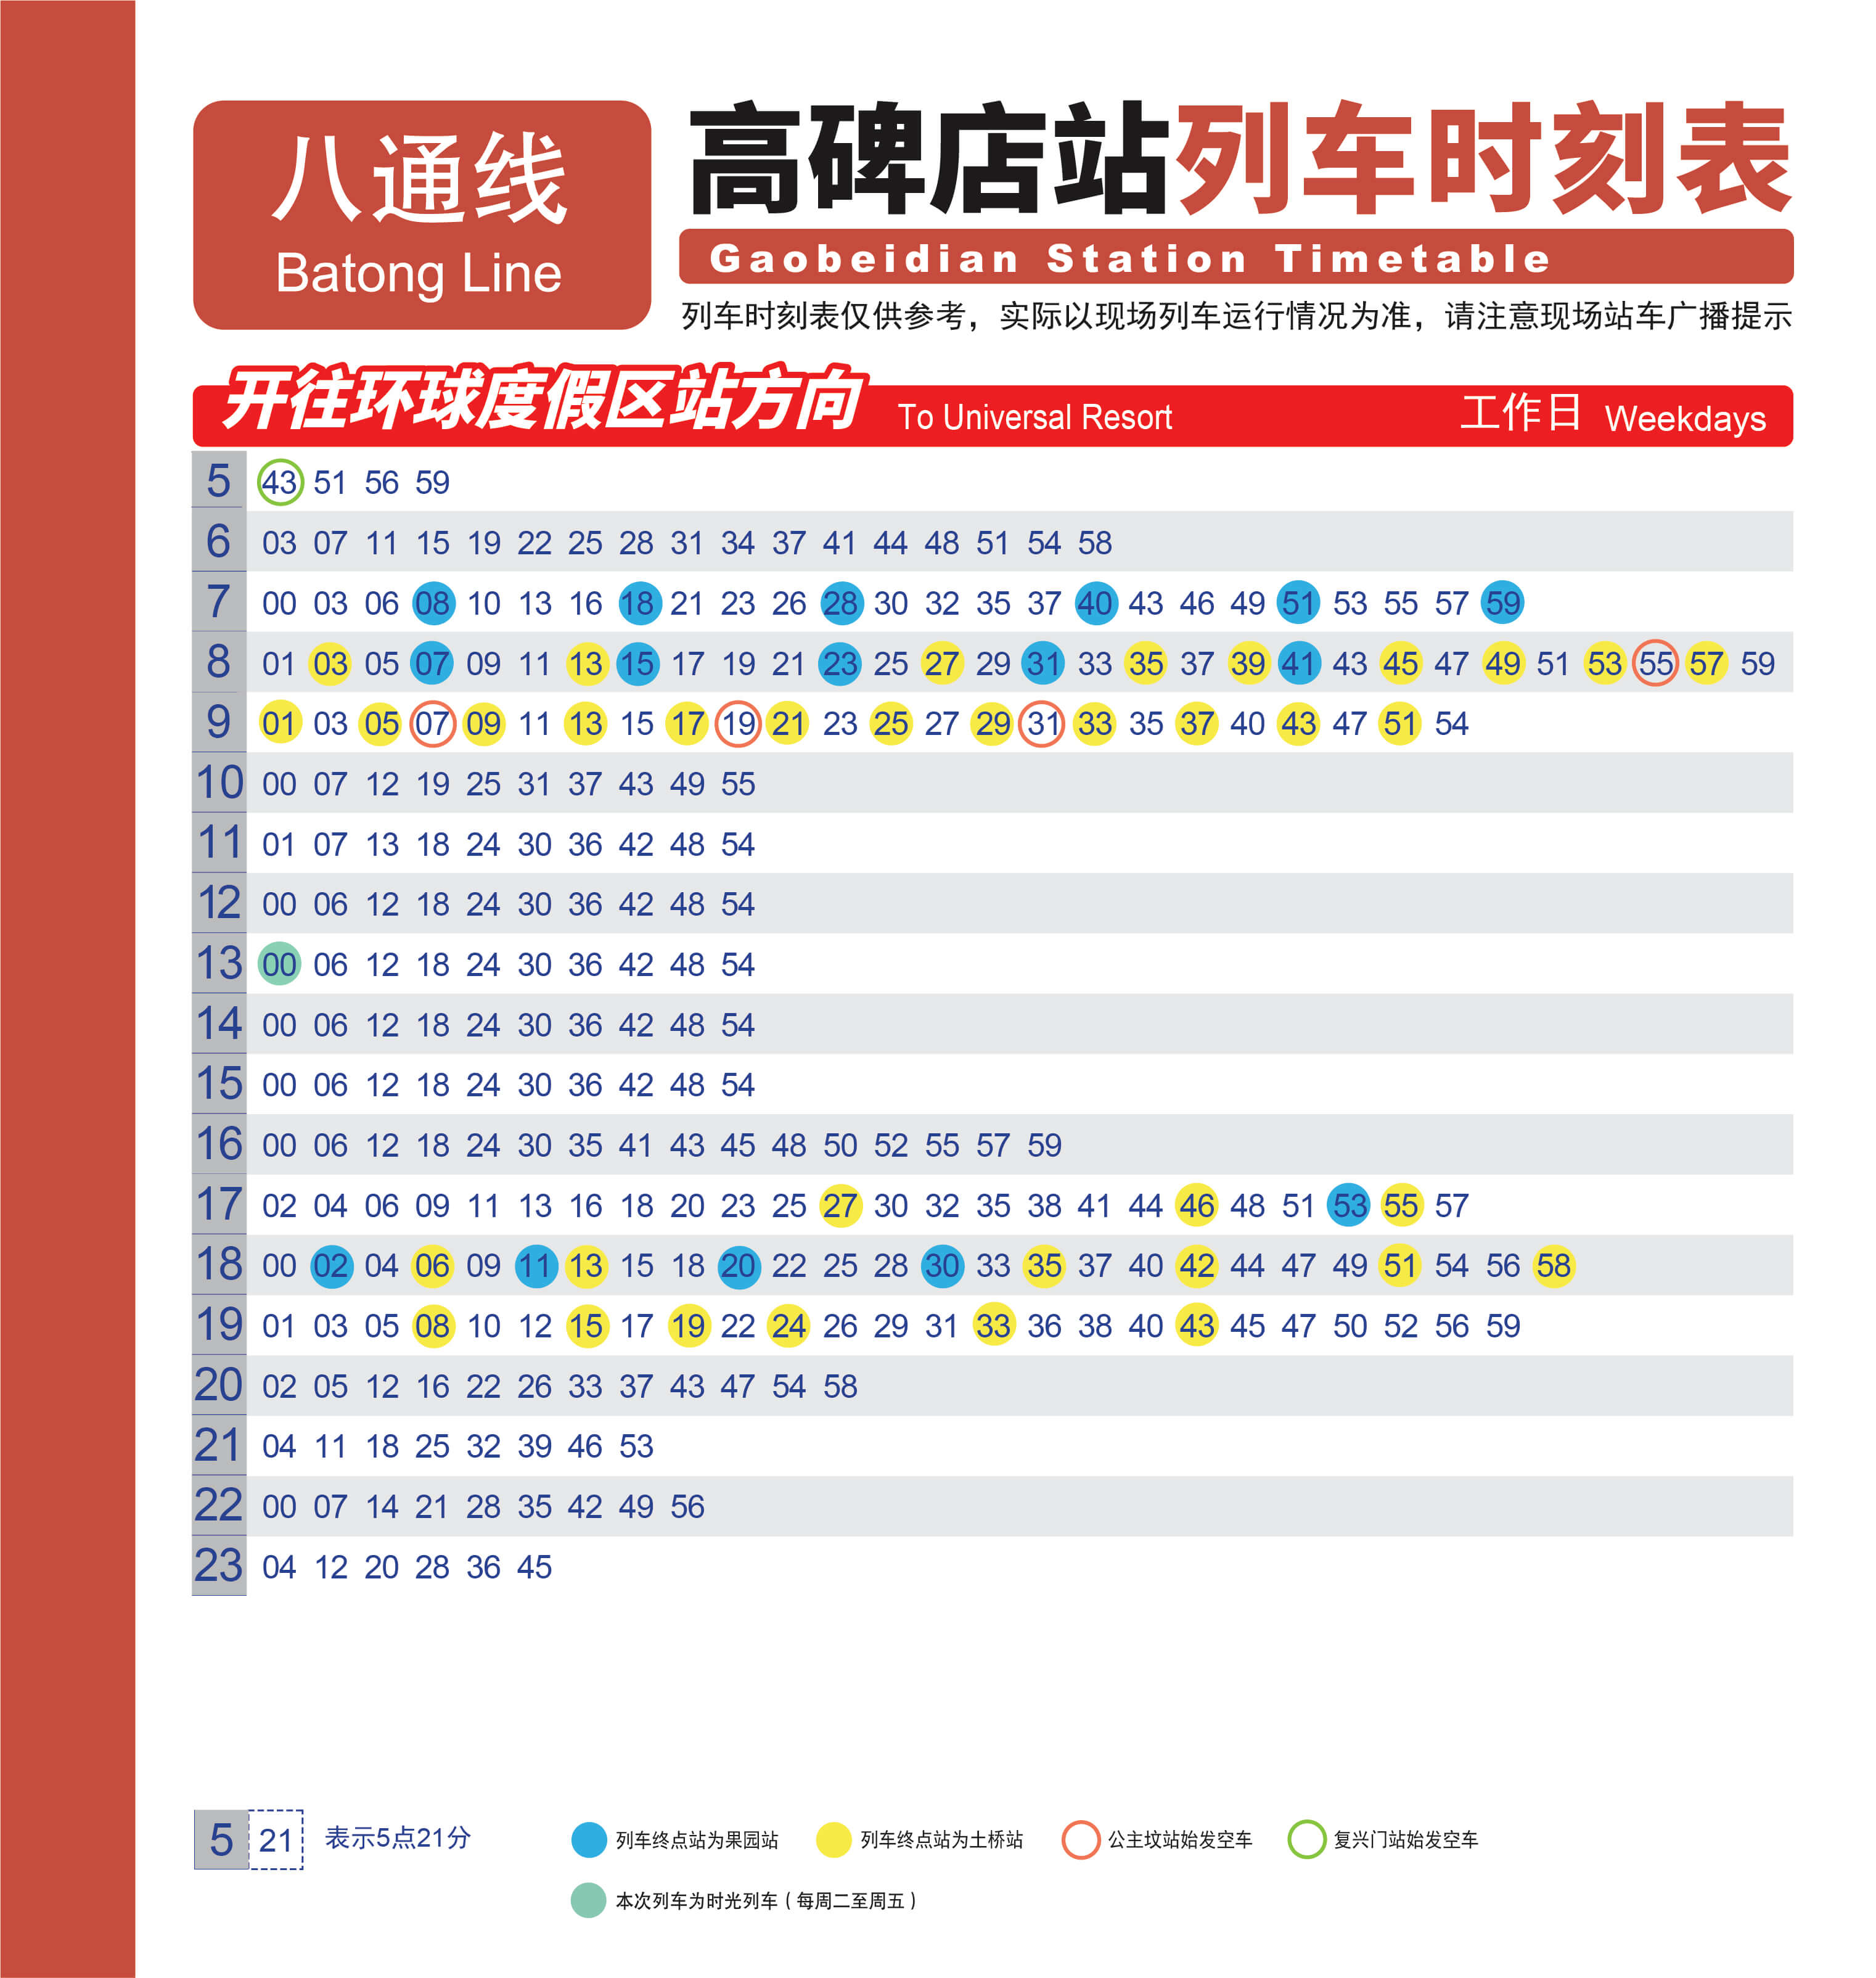 八通线
Batong Line
高碑店站列车时刻表
Gaobeidian Station Timetable
列车时刻表仅供参考，实际以现场列车运行情况为准，请注意现场站车广播提示
开往环球度假区站方向 To Universal Resort 工作日 Weekdays
5 43 51 56 59
6 03 07 11 15 19 22 25 28 31 34 37 41 44 48 51 54 58
7 00 03 06 08 10 13 16 18 21 23 26 28 30 32 35 37 40 43 46 49 51 53 55 57 59
8 01 03 05 07 09 11 13 15 17 19 21 23 25 27 29 31 33 35 37 39 41 43 45 47 49 51 53 55 57 59
9 01 03 05 07 09 11 13 15 17 19 21 23 25 27 29 31 33 35 37 40 43 47 51 54
10 00 07 12 19 25 31 37 43 49 55
11 01 07 13 18 24 30 36 42 48 54
12 00 06 12 18 24 30 36 42 48 54
13 00 06 12 18 24 30 36 42 48 54
14 00 06 12 18 24 30 36 42 48 54
15 00 06 12 18 24 30 36 42 48 54
16 00 06 12 18 24 30 35 41 43 45 48 50 52 55 57 59
17 02 04 06 09 11 13 16 18 20 23 25 27 30 32 35 38 41 44 46 48 51 53 55 57
18 00 02 04 06 09 11 13 15 18 20 22 25 28 30 33 35 37 40 42 44 47 49 51 54 56 58
19 01 03 05 08 10 12 15 17 19 22 24 26 29 31 33 36 38 40 43 45 47 50 52 56 59
20 02 05 12 16 22 26 33 37 43 47 54 58
21 04 11 18 25 32 39 46 53
22 00 07 14 21 28 35 42 49 56
23 04 12 20 28 36 45
5 21 表示5点21分 列车终点站为果园站 列车终点站为土桥站 公主坟站始发空车 复兴门站始发空车
本次列车为时光列车（每周二至周五）